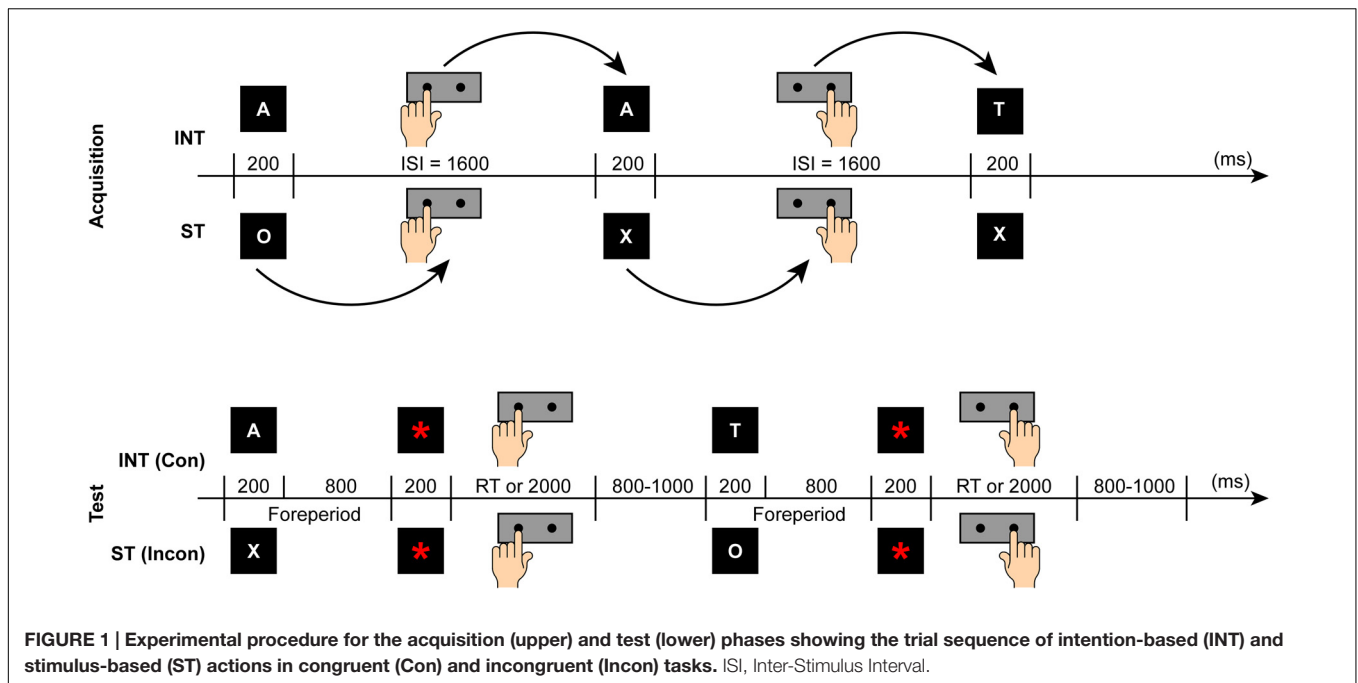 A A T
INT
200 ISI = 1600 200 ISI = 1600 200 (ms)
Acquisition
ST
O X X
A * T *
INT (Con)
200 800 200 RT or 2000 800-1000 200 800 200 RT or 2000 800-1000 (ms)
Test
Foreperiod Foreperiod
ST (Incon)
X * O *
FIGURE 1 | Experimental procedure for the acquisition (upper) and test (lower) phases showing the trial sequence of intention-based (INT) and
stimulus-based (ST) actions in congruent (Con) and incongruent (Incon) tasks. ISI, Inter-Stimulus Interval.